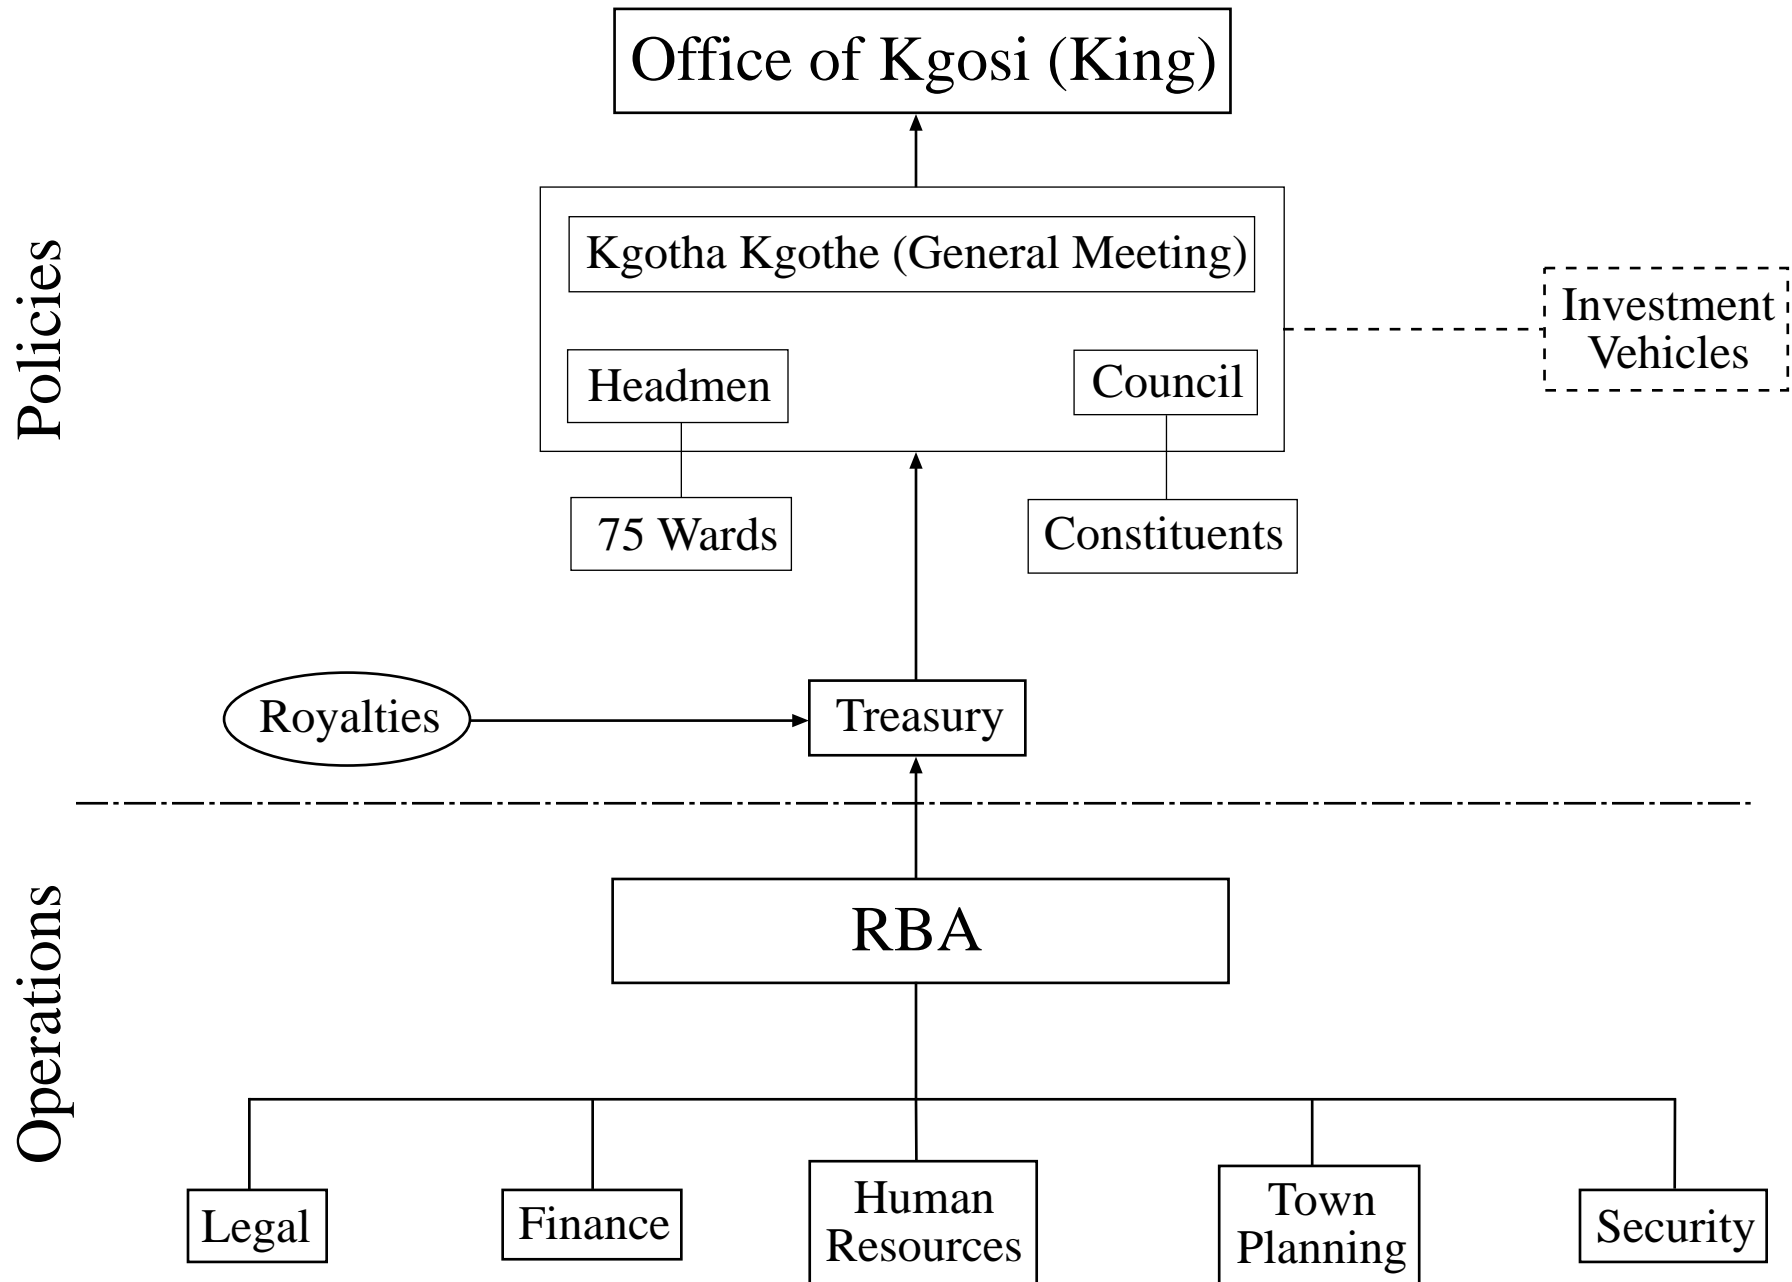 Office of Kgosi (King)
Policies
Kgotha Kgothe (General Meeting)
Investment
Vehicles
Headmen
Council
75 Wards
Constituents
Royalties
Treasury
Operations
RBA
Legal
Finance
Human
Resources
Town
Planning
Security